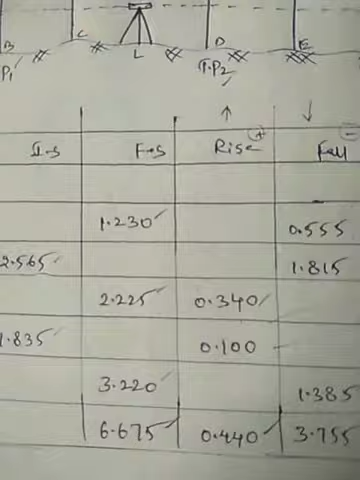 B C L D E
P1 T.P2
↑ ↓
I-s F-s Rise (+) Fall (-)
1.230 0.555
2.565 1.815
2.225 0.340
1.835 0.100
3.220 1.385
6.675 0.440 3.755